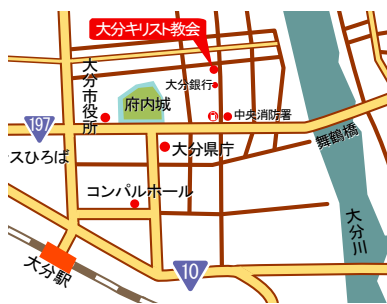 大分キリスト教会
大分市役所
府内城
大分銀行
中央消防署
197
舞鶴橋
大分県庁
スひろば
コンパルホール
大分川
大分駅
10